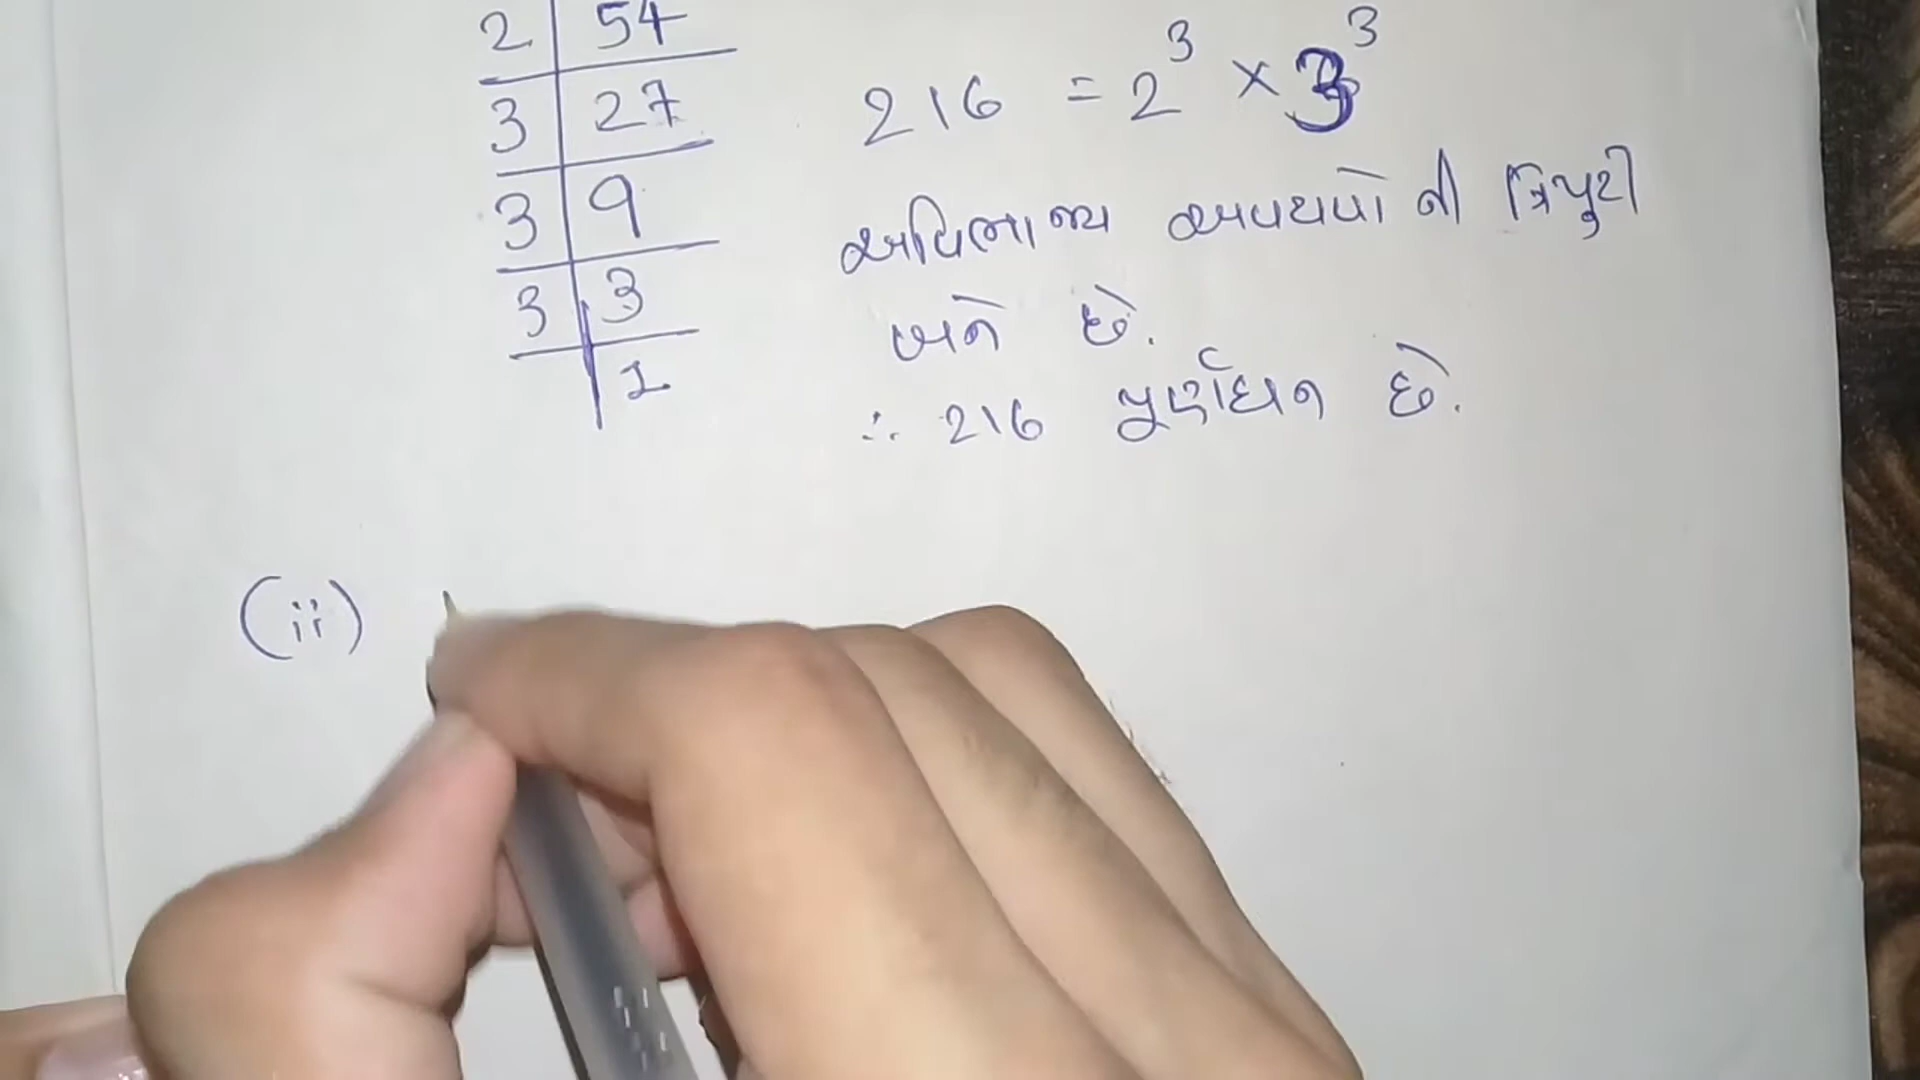 2 | 54
3 | 27
3 | 9
3 | 3
1
216 = 2³ × 3³
અવિભાજ્ય અવયવો ની ત્રિપુટી
બને છે.
∴ 216 પૂર્ણઘન છે.
(ii)